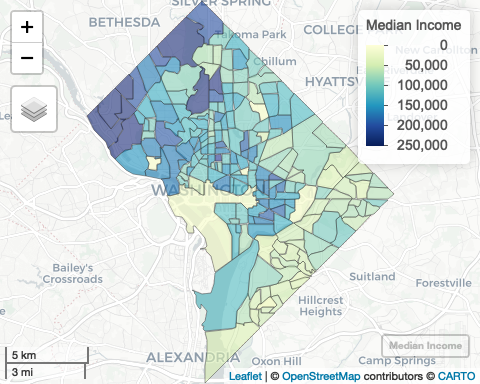 SILVER SPRING
BETHESDA
Takoma Park
COLLEGE
Chillum
HYATTSV
New Carrollton
WASHINGTON
Bailey's
Crossroads
Suitland
Forestville
Hillcrest
Heights
ALEXANDRIA
Oxon Hill
Camp Springs
+
−
Median Income
0
50,000
100,000
150,000
200,000
250,000
Median Income
5 km
3 mi
Leaflet | © OpenStreetMap contributors © CARTO